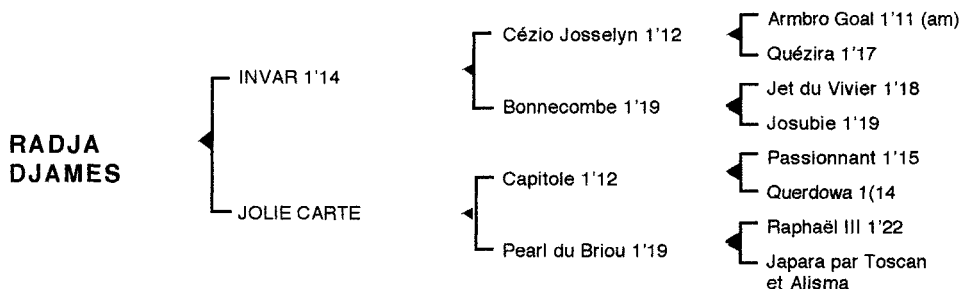 RADJA
DJAMES
INVAR 1'14
JOLIE CARTE
Cézio Josselyn 1'12
Bonnecombe 1'19
Capitole 1'12
Pearl du Briou 1'19
Armbro Goal 1'11 (am)
Quézira 1'17
Jet du Vivier 1'18
Josubie 1'19
Passionnant 1'15
Querdowa 1(14
Raphaël III 1'22
Japara par Toscan
et Alisma